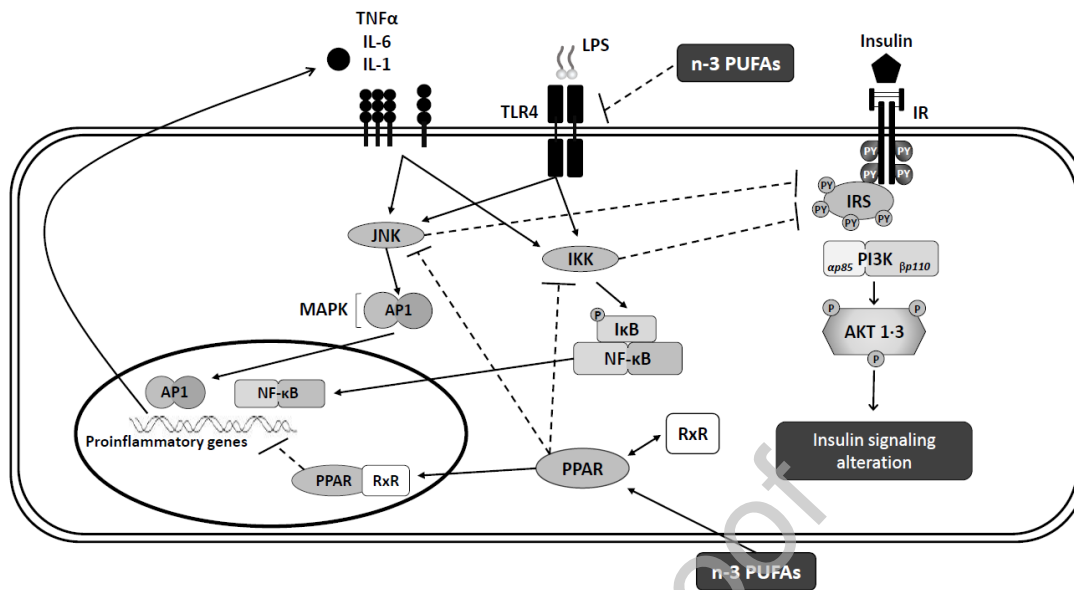 TNFα
IL-6
IL-1
LPS
n-3 PUFAs
Insulin
TLR4
IR
PY PY
PY PY
PY
IRS
PY
PY
PY
JNK
IKK
αp85 PI3K βp110
MAPK
AP1
P
IκB
NF-κB
P P
AKT 1·3
P
AP1
NF-κB
Proinflammatory genes
PPAR RxR
PPAR
RxR
Insulin signaling
alteration
n-3 PUFAs
oof